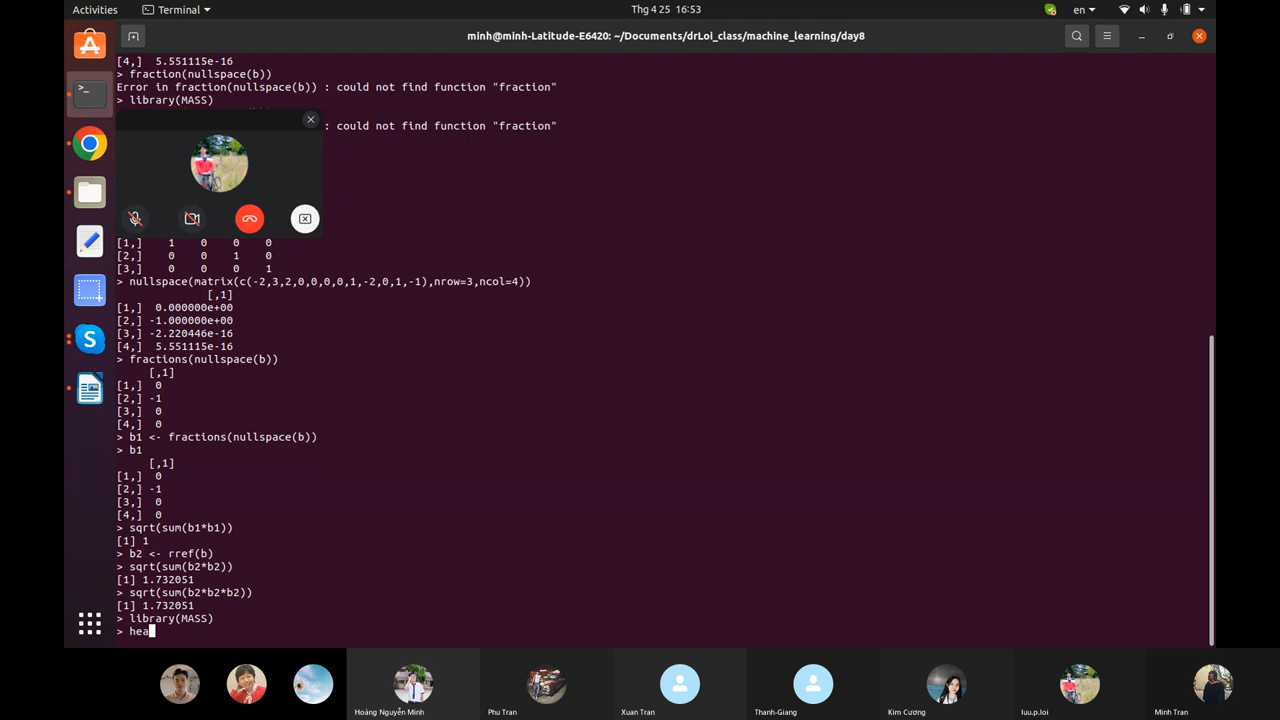 Activities
Terminal
Thg 4 25 16:53
en
minh@minh-Latitude-E6420: ~/Documents/drLoi_class/machine_learning/day8
[4,] 5.551115e-16
> fraction(nullspace(b))
Error in fraction(nullspace(b)) : could not find function "fraction"
> library(MASS)
: could not find function "fraction"
[1,] 1 0 0 0
[2,] 0 0 1 0
[3,] 0 0 0 1
> nullspace(matrix(c(-2,3,2,0,0,0,0,1,-2,0,1,-1),nrow=3,ncol=4))
[,1]
[1,] 0.000000e+00
[2,] -1.000000e+00
[3,] -2.220446e-16
[4,] 5.551115e-16
> fractions(nullspace(b))
[,1]
[1,] 0
[2,] -1
[3,] 0
[4,] 0
> b1 <- fractions(nullspace(b))
> b1
[,1]
[1,] 0
[2,] -1
[3,] 0
[4,] 0
> sqrt(sum(b1*b1))
[1] 1
> b2 <- rref(b)
> sqrt(sum(b2*b2))
[1] 1.732051
> sqrt(sum(b2*b2*b2))
[1] 1.732051
> library(MASS)
> hea
Hoàng Nguyễn Minh
Phu Tran
Xuan Tran
Thanh-Giang
Kim Cương
luu.p.loi
Minh Tran